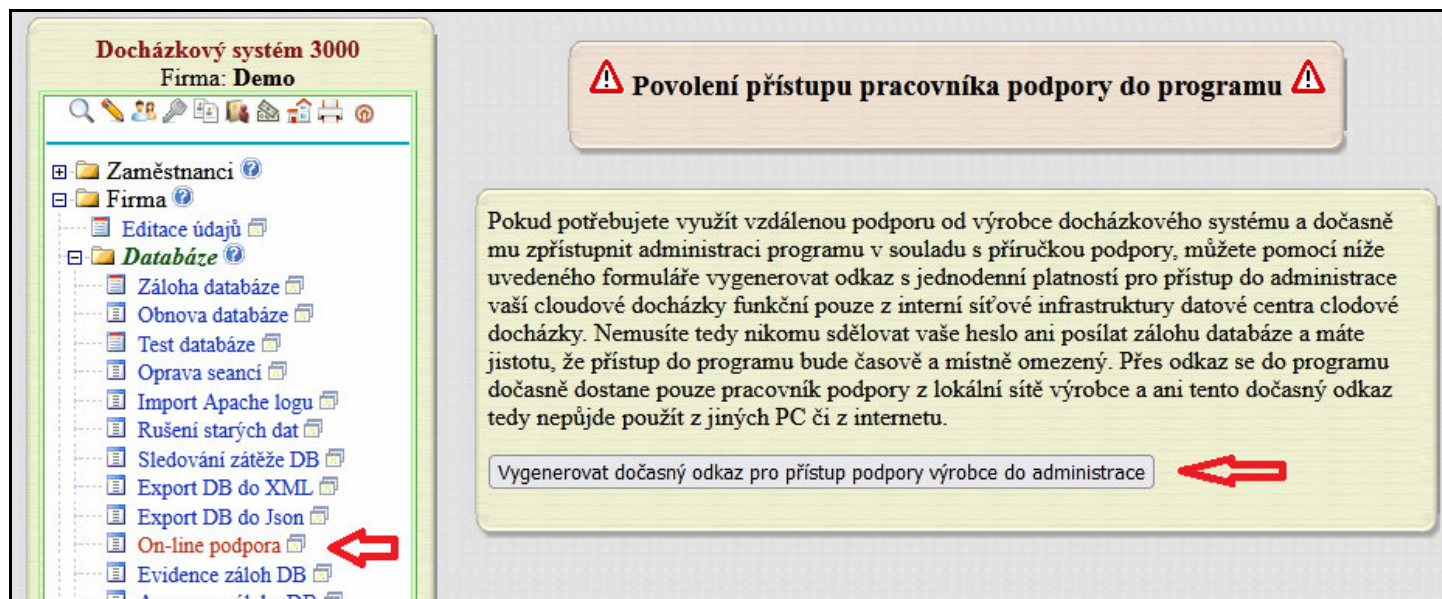 Docházkový systém 3000
Firma: Demo
Zaměstnanci
Firma
Editace údajů
Databáze
Záloha databáze
Obnova databáze
Test databáze
Oprava seancí
Import Apache logu
Rušení starých dat
Sledování zátěže DB
Export DB do XML
Export DB do Json
On-line podpora
Evidence záloh DB
Povolení přístupu pracovníka podpory do programu
Pokud potřebujete využít vzdálenou podporu od výrobce docházkového systému a dočasně
mu zpřístupnit administraci programu v souladu s příručkou podpory, můžete pomocí níže
uvedeného formuláře vygenerovat odkaz s jednodenní platností pro přístup do administrace
vaší cloudové docházky funkční pouze z interní síťové infrastruktury datové centra clodové
docházky. Nemusíte tedy nikomu sdělovat vaše heslo ani posílat zálohu databáze a máte
jistotu, že přístup do programu bude časově a místně omezený. Přes odkaz se do programu
dočasně dostane pouze pracovník podpory z lokální sítě výrobce a ani tento dočasný odkaz
tedy nepůjde použít z jiných PC či z internetu.
Vygenerovat dočasný odkaz pro přístup podpory výrobce do administrace